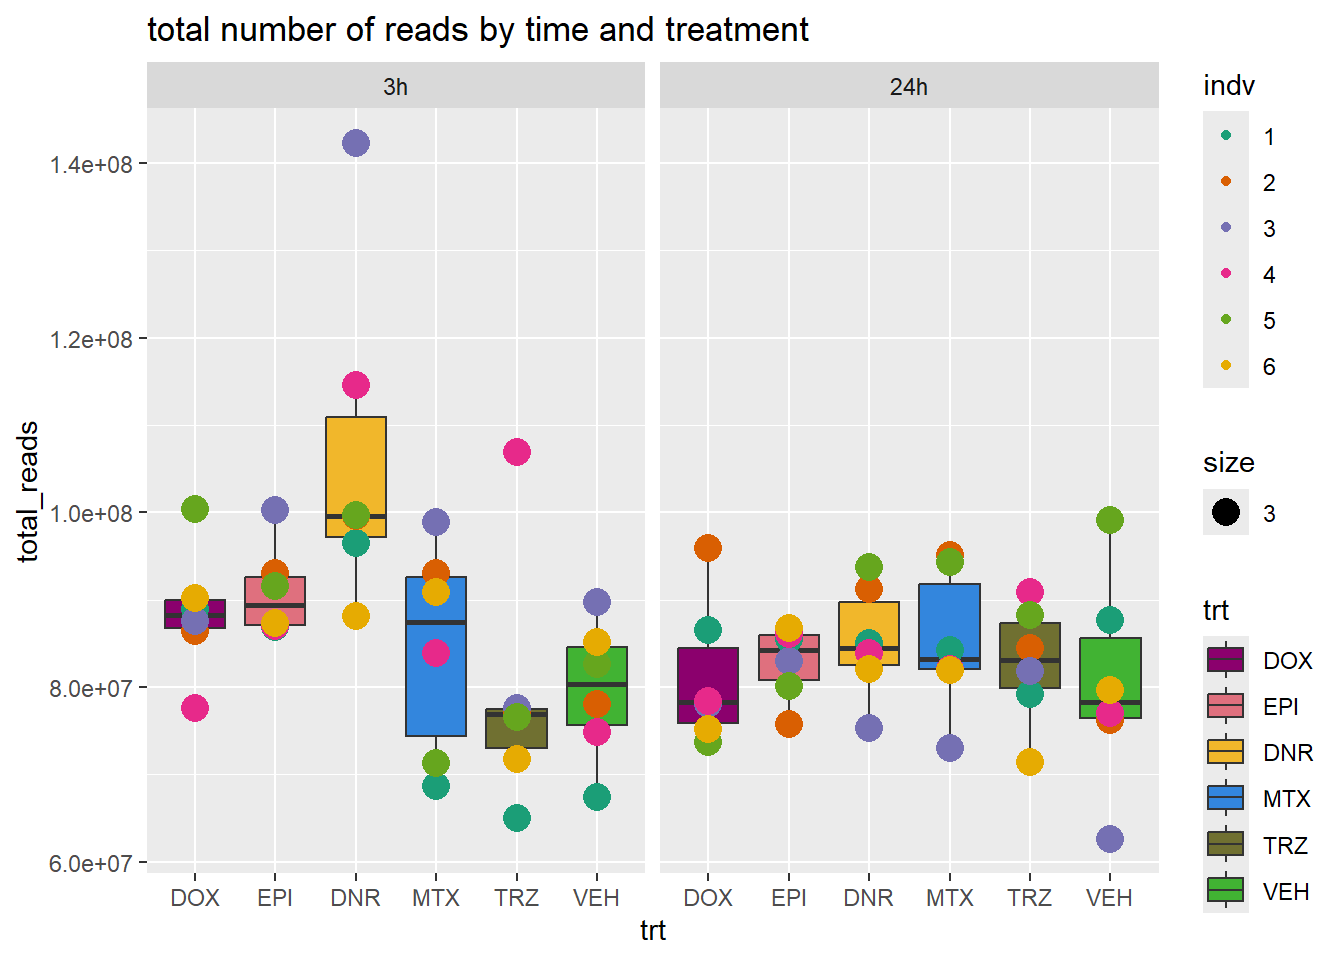 total number of reads by time and treatment
3h
24h
total_reads
1.4e+08
1.2e+08
1.0e+08
8.0e+07
6.0e+07
DOX EPI DNR MTX TRZ VEH
DOX EPI DNR MTX TRZ VEH
trt
indv
1
2
3
4
5
6
size
3
trt
DOX
EPI
DNR
MTX
TRZ
VEH